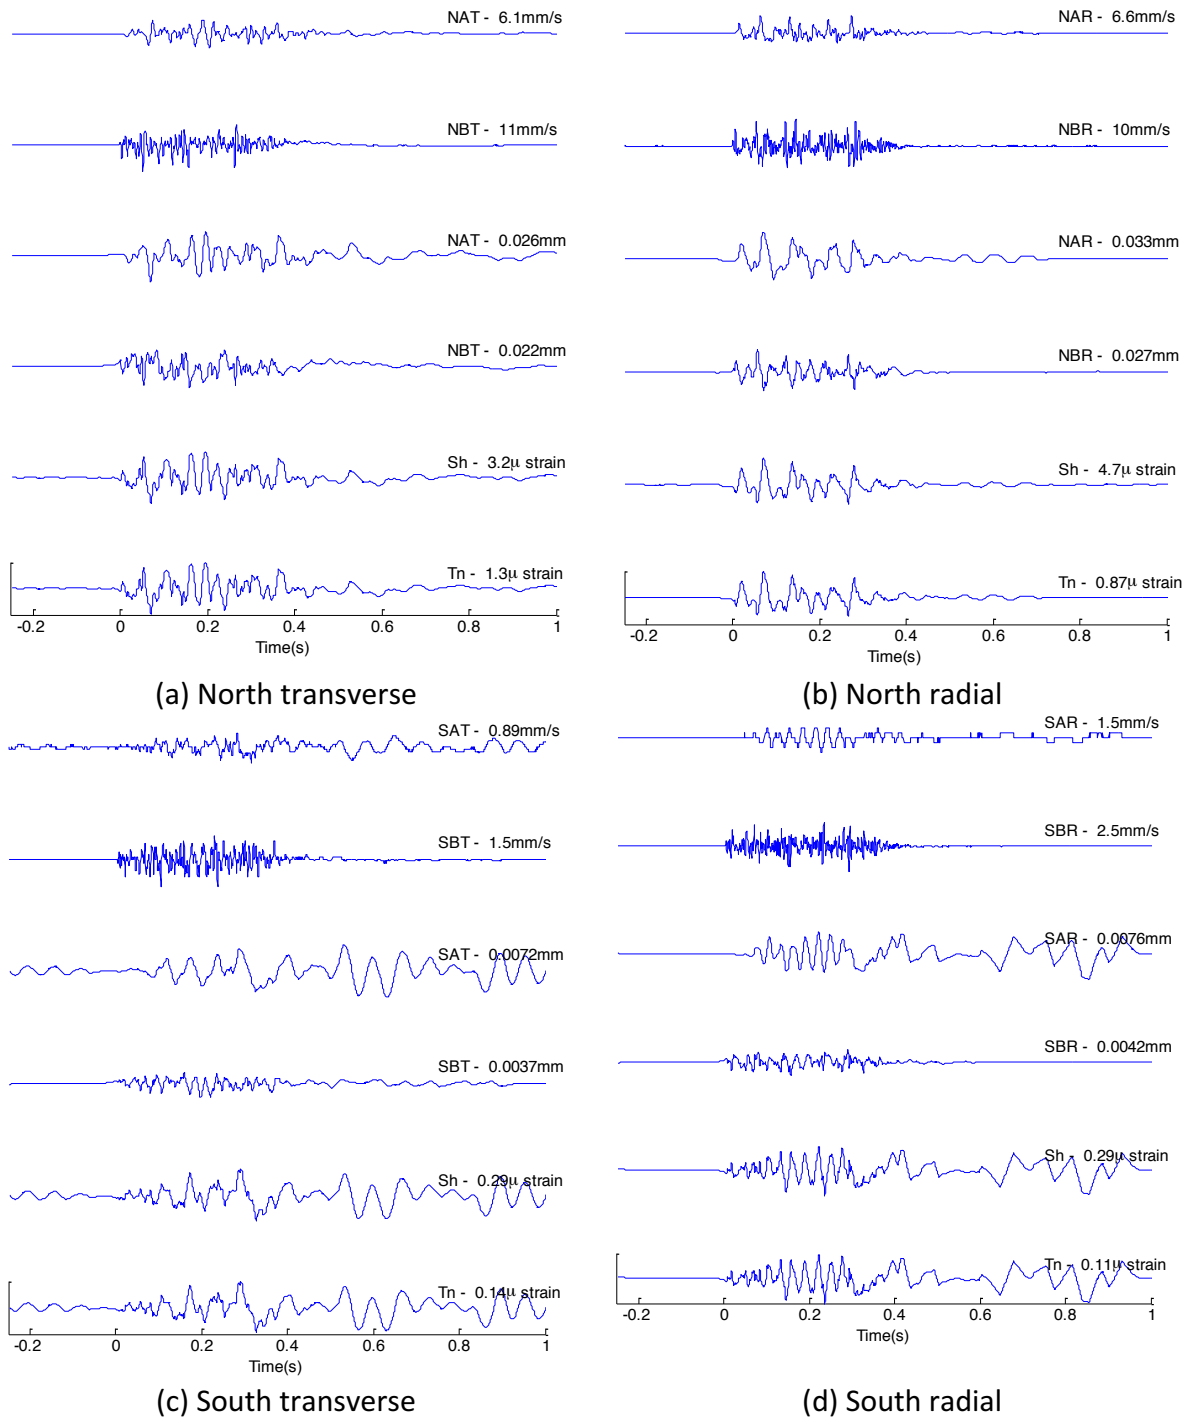 NAT - 6.1mm/s
NBT - 11mm/s
NAT - 0.026mm
NBT - 0.022mm
Sh - 3.2μ strain
Tn - 1.3μ strain
-0.2 0 0.2 0.4 0.6 0.8 1
Time(s)
(a) North transverse
NAR - 6.6mm/s
NBR - 10mm/s
NAR - 0.033mm
NBR - 0.027mm
Sh - 4.7μ strain
Tn - 0.87μ strain
-0.2 0 0.2 0.4 0.6 0.8 1
Time(s)
(b) North radial
SAT - 0.89mm/s
SBT - 1.5mm/s
SAT - 0.0072mm
SBT - 0.0037mm
Sh - 0.29μ strain
Tn - 0.14μ strain
-0.2 0 0.2 0.4 0.6 0.8 1
Time(s)
(c) South transverse
SAR - 1.5mm/s
SBR - 2.5mm/s
SAR - 0.0076mm
SBR - 0.0042mm
Sh - 0.29μ strain
Tn - 0.11μ strain
-0.2 0 0.2 0.4 0.6 0.8 1
Time(s)
(d) South radial